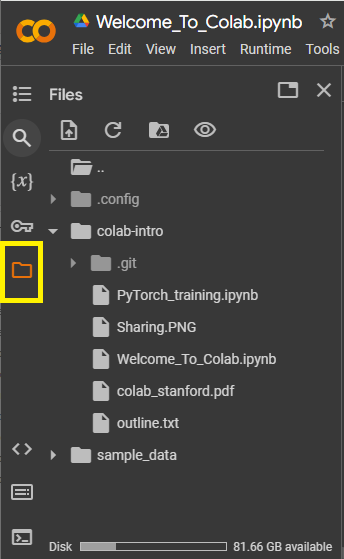 Welcome_To_Colab.ipynb
File Edit View Insert Runtime Tools
Files
..
{x}
.config
colab-intro
.git
PyTorch_training.ipynb
Sharing.PNG
Welcome_To_Colab.ipynb
colab_stanford.pdf
outline.txt
<>
sample_data
Disk 81.66 GB available